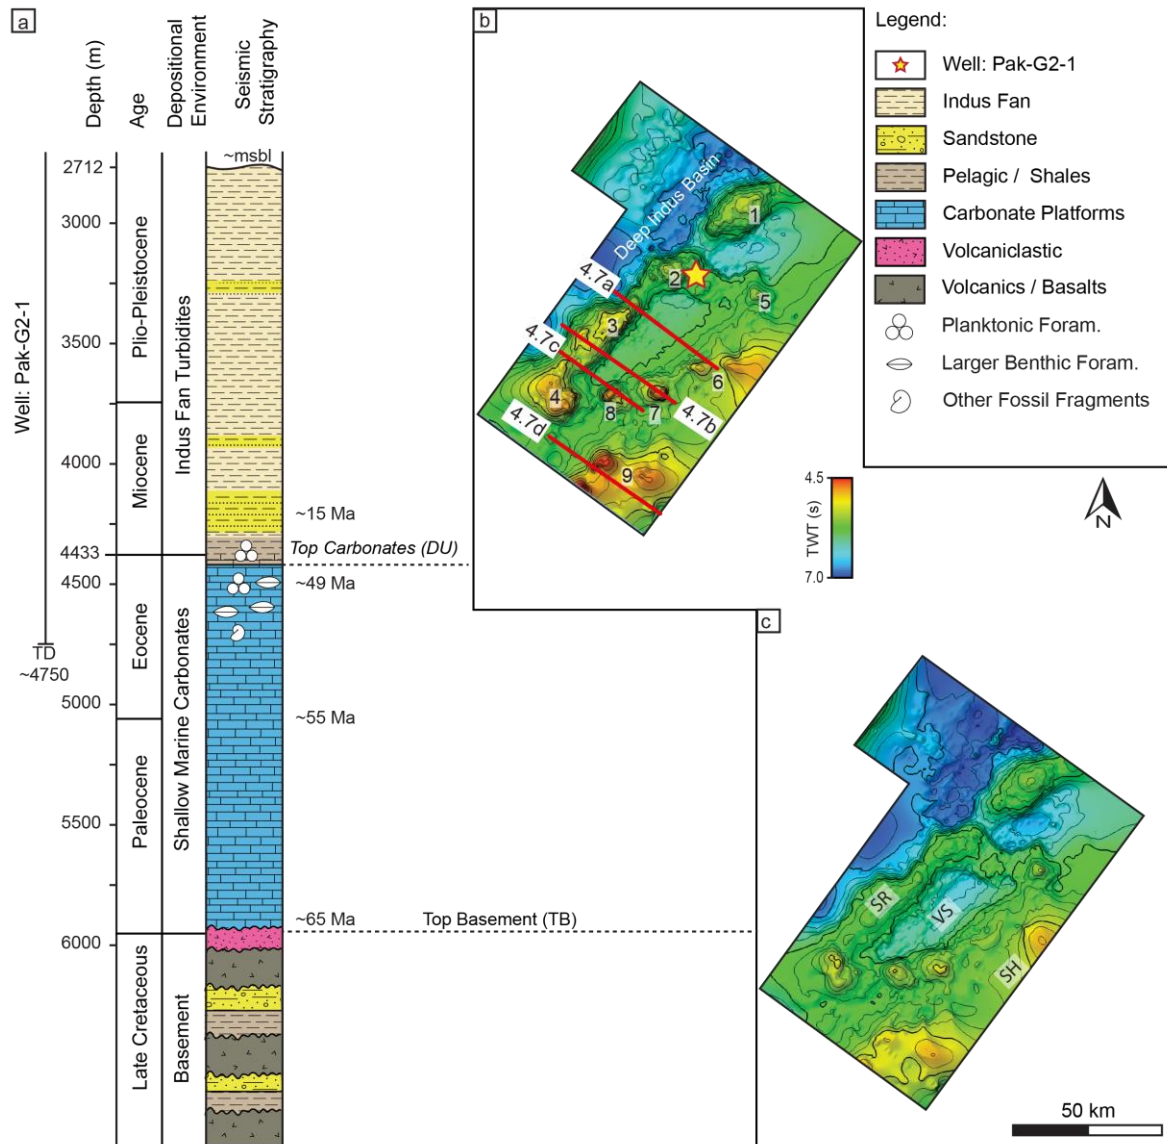 a
Depth (m)
Age
Depositional
Environment
Seismic
Stratigraphy
Well: Pak-G2-1
TD
~4750
2712
3000
3500
4000
4433
4500
5000
5500
6000
Plio-Pleistocene
Miocene
Eocene
Paleocene
Late Cretaceous
Indus Fan Turbidites
Shallow Marine Carbonates
Basement
~msbl
~15 Ma
Top Carbonates (DU)
~49 Ma
~55 Ma
~65 Ma
Top Basement (TB)
b
Deep Indus Basin
1
2
3
4
5
6
7
8
9
4.7a
4.7c
4.7b
4.7d
4.5
TWT (s)
7.0
N
Legend:
Well: Pak-G2-1
Indus Fan
Sandstone
Pelagic / Shales
Carbonate Platforms
Volcaniclastic
Volcanics / Basalts
Planktonic Foram.
Larger Benthic Foram.
Other Fossil Fragments
c
SR
VS
SH
50 km